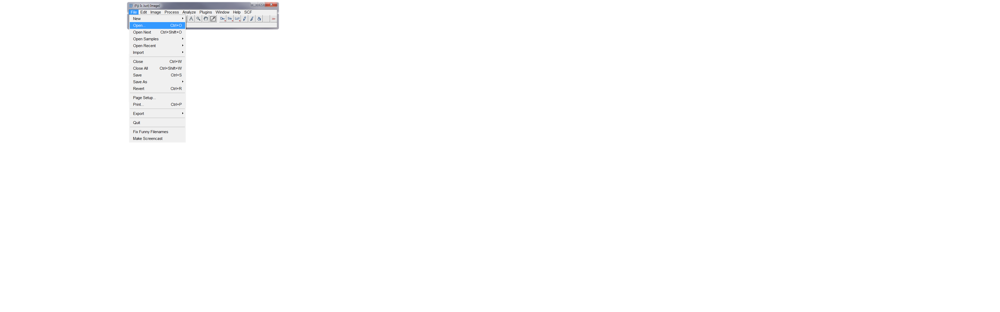 (Fiji Is Just) ImageJ
File Edit Image Process Analyze Plugins Window Help SCF
Dev Stk LUT >>
New
Open... Ctrl+O
Open Next Ctrl+Shift+O
Open Samples
Open Recent
Import
Close Ctrl+W
Close All Ctrl+Shift+W
Save Ctrl+S
Save As
Revert Ctrl+R
Page Setup...
Print... Ctrl+P
Export
Quit
Fix Funny Filenames
Make Screencast